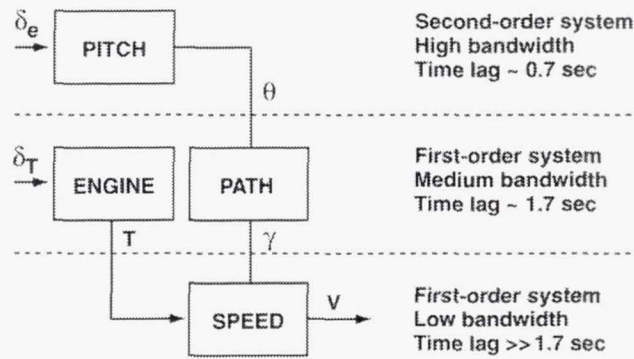 δe
PITCH
Second-order system
High bandwidth
Time lag ~ 0.7 sec
θ
δT
ENGINE
PATH
First-order system
Medium bandwidth
Time lag ~ 1.7 sec
T
γ
SPEED
V
First-order system
Low bandwidth
Time lag >> 1.7 sec